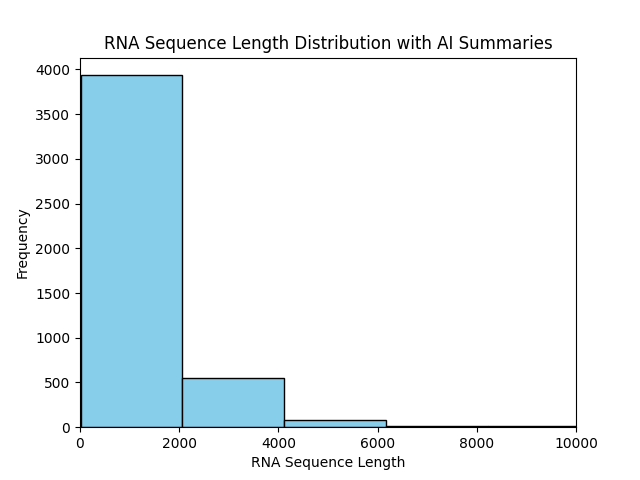 RNA Sequence Length Distribution with AI Summaries
4000
3500
3000
2500
2000
1500
1000
500
0
Frequency
0 2000 4000 6000 8000 10000
RNA Sequence Length